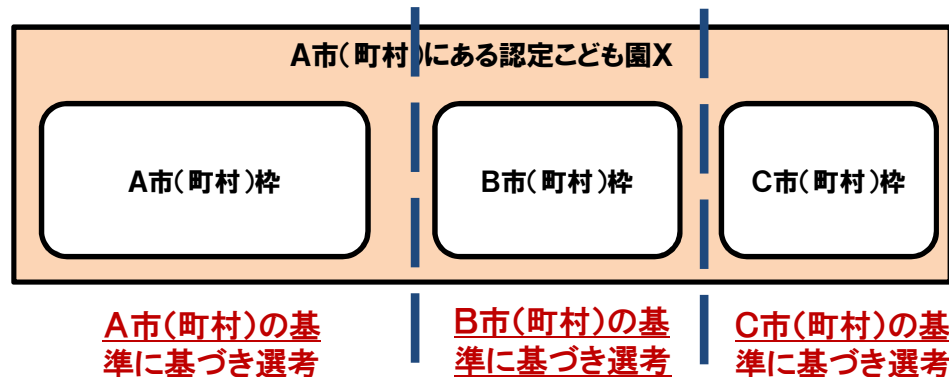 A市(町村)にある認定こども園X
A市(町村)枠
B市(町村)枠
C市(町村)枠
A市(町村)の基
準に基づき選考
B市(町村)の基
準に基づき選考
C市(町村)の基
準に基づき選考